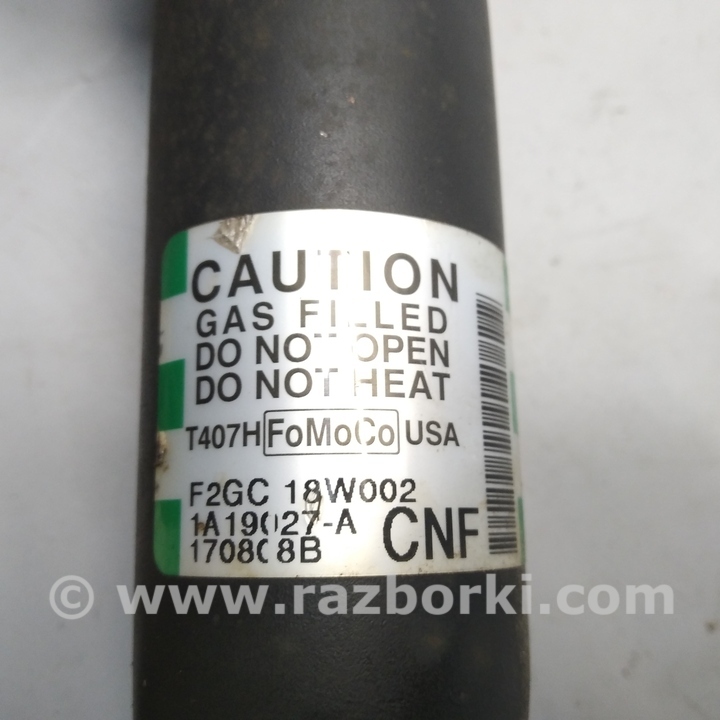 CAUTION
GAS FILLED
DO NOT OPEN
DO NOT HEAT
T407H FoMoCo USA
F2GC 18W002
1A19027-A
170808B CNF
© www.razborki.com